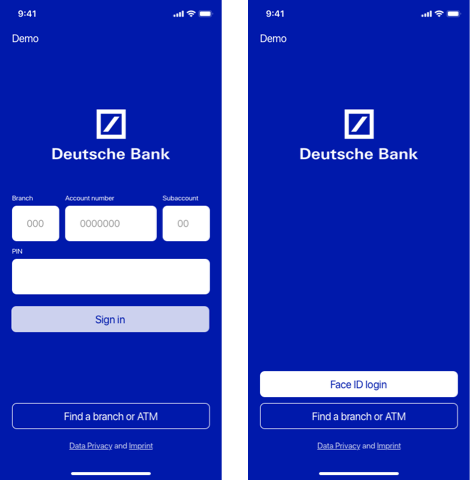 9:41
Demo
Deutsche Bank
Branch Account number Subaccount
000 0000000 00
PIN
Sign in
Find a branch or ATM
Data Privacy and Imprint
9:41
Demo
Deutsche Bank
Face ID login
Find a branch or ATM
Data Privacy and Imprint